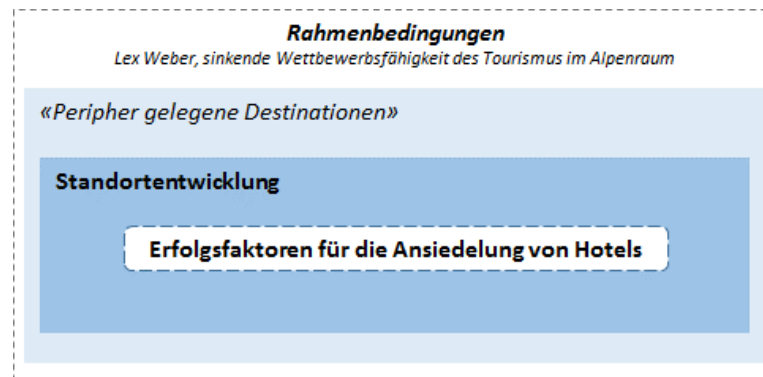 Rahmenbedingungen
Lex Weber, sinkende Wettbewerbsfähigkeit des Tourismus im Alpenraum
«Peripher gelegene Destinationen»
Standortentwicklung
Erfolgsfaktoren für die Ansiedelung von Hotels